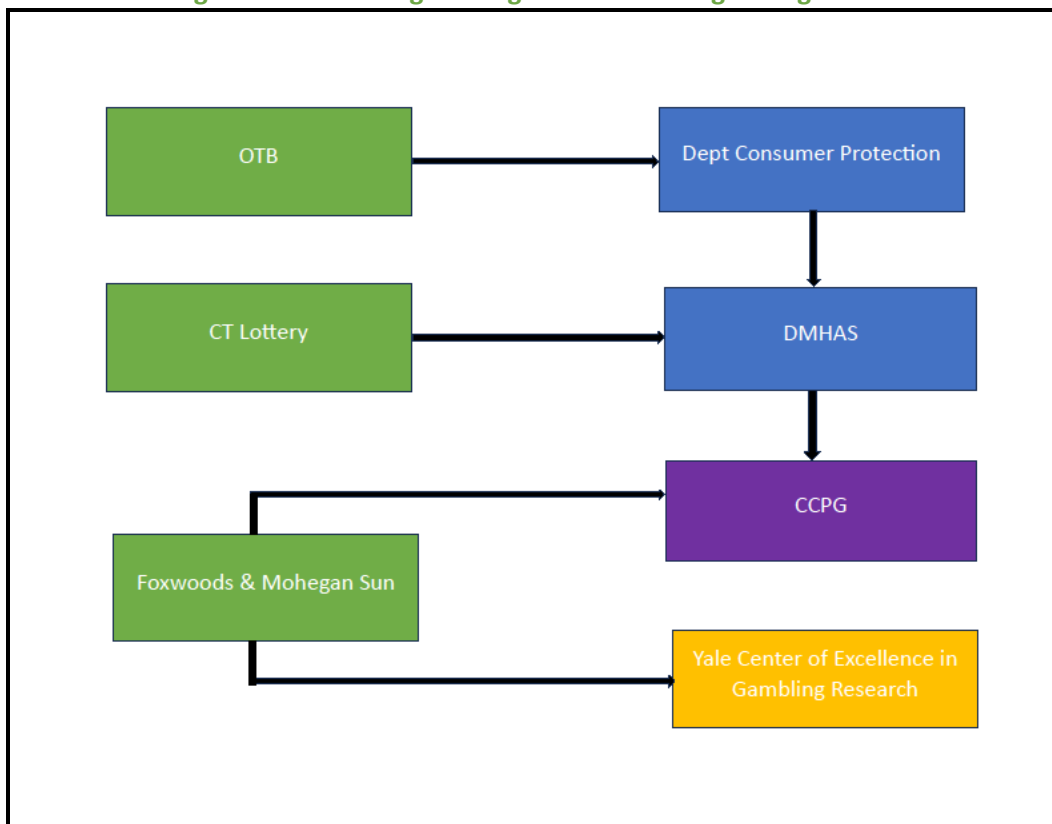 OTB
Dept Consumer Protection
CT Lottery
DMHAS
CCPG
Foxwoods & Mohegan Sun
Yale Center of Excellence in
Gambling Research